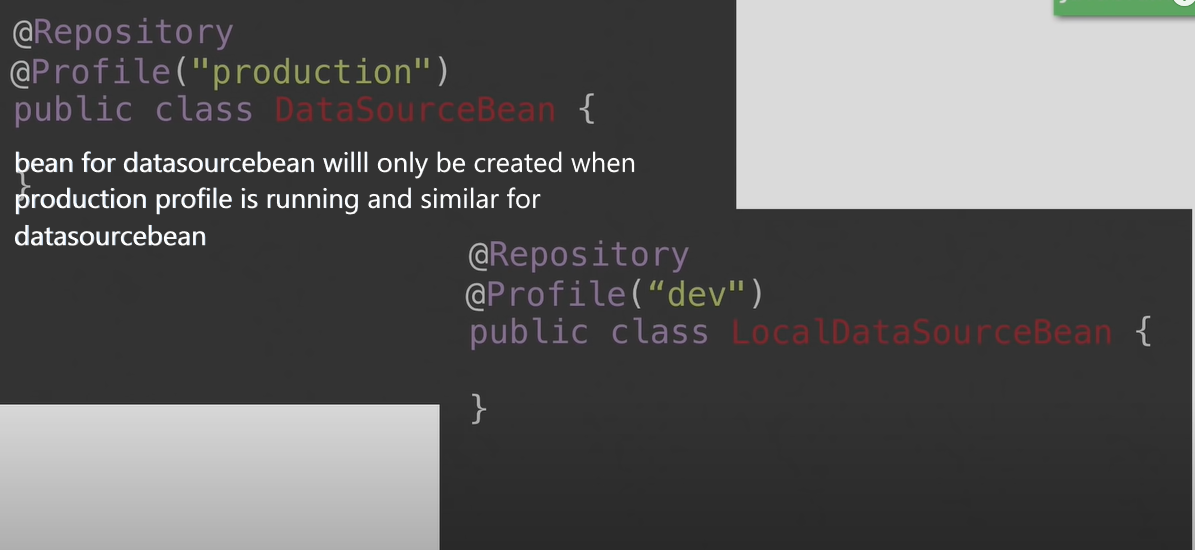 @Repository
@Profile("production")
public class DataSourceBean {
bean for datasourcebean willl only be created when
}
production profile is running and similar for
datasourcebean
@Repository
@Profile(“dev")
public class LocalDataSourceBean {
}